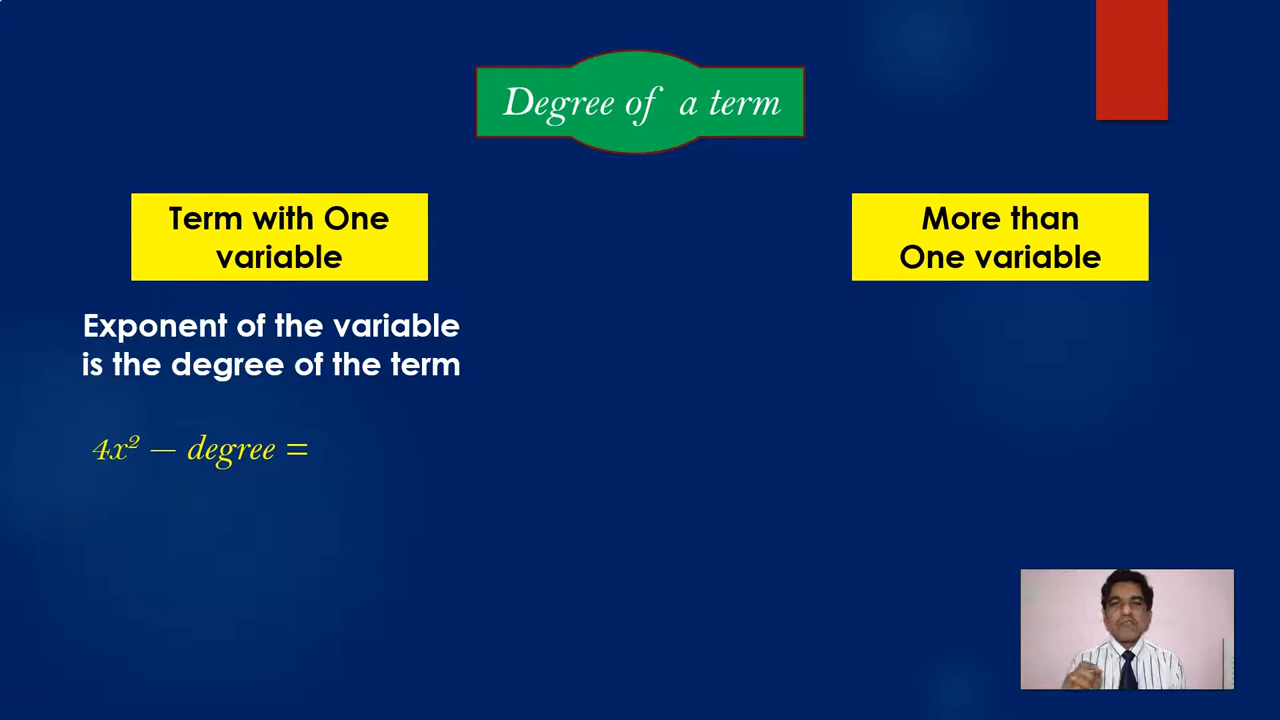 Degree of a term
Term with One
variable
More than
One variable
Exponent of the variable
is the degree of the term
4x² – degree =